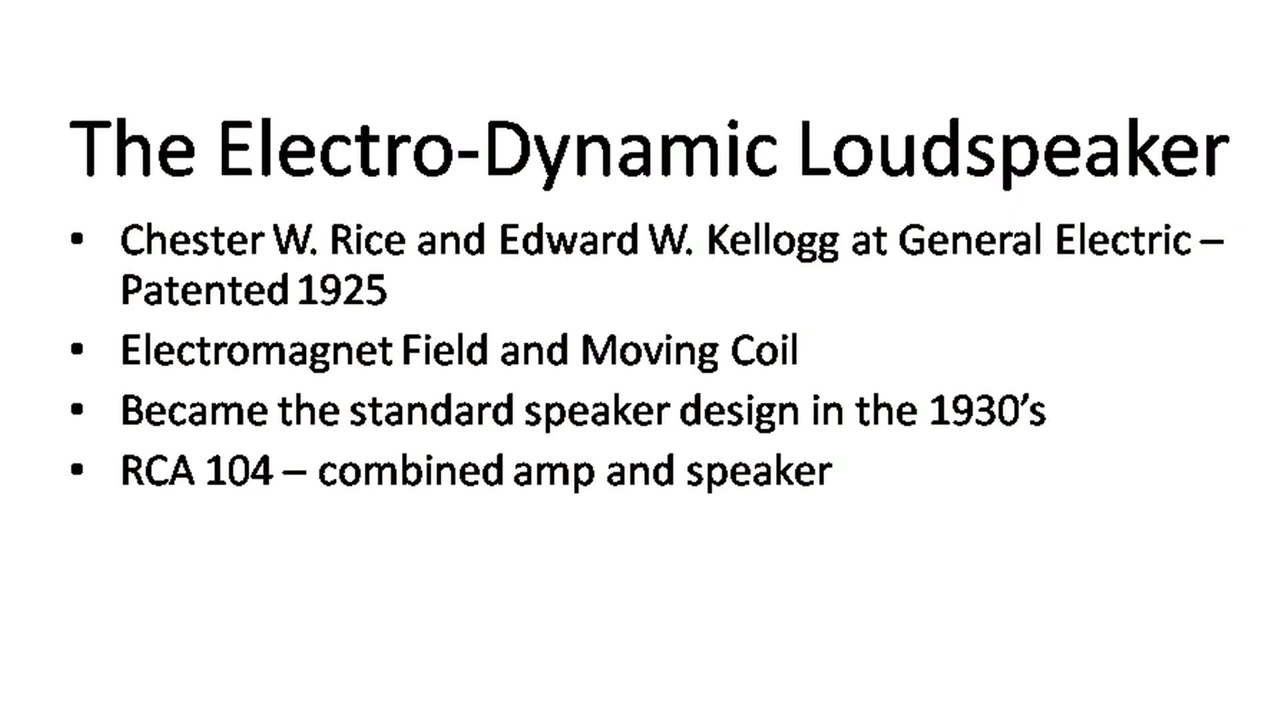 The Electro-Dynamic Loudspeaker
• Chester W. Rice and Edward W. Kellogg at General Electric –
Patented 1925
• Electromagnet Field and Moving Coil
• Became the standard speaker design in the 1930’s
• RCA 104 – combined amp and speaker